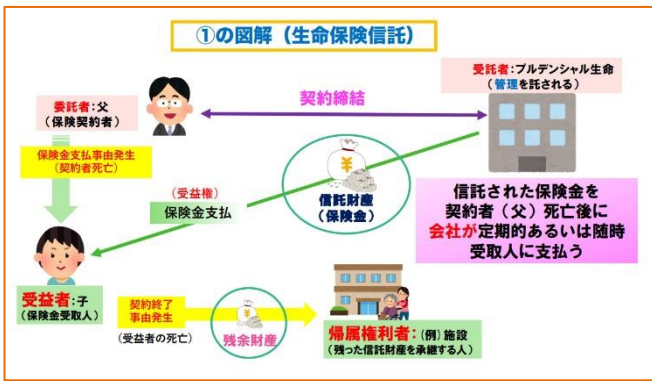 ①の図解（生命保険信託）
委託者：父
（保険契約者）
契約締結
受託者：プルデンシャル生命
（管理を託される）
保険金支払事由発生
（契約者死亡）
（受益権）
保険金支払
¥
信託財産
（保険金）
信託された保険金を
契約者（父）死亡後に
会社が定期的あるいは随時
受取人に支払う
受益者：子
（保険金受取人）
契約終了
事由発生
（受益者の死亡）
¥
残余財産
帰属権利者：（例）施設
（残った信託財産を承継する人）